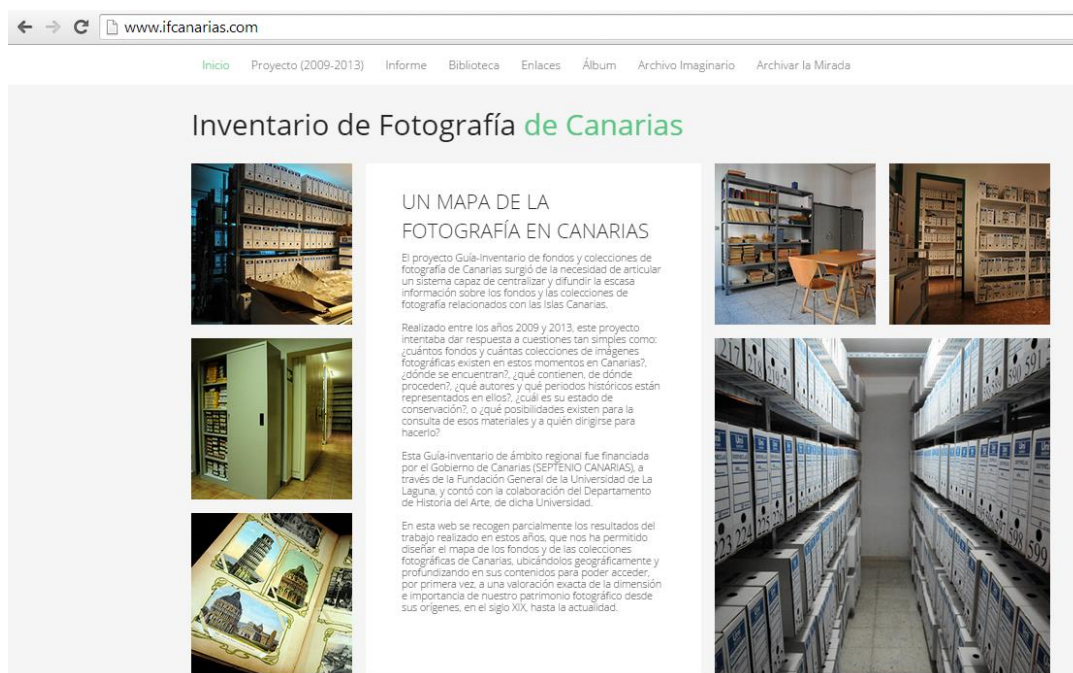 www.ifcanarias.com
Inicio Proyecto (2009-2013) Informe Biblioteca Enlaces Álbum Archivo Imaginario Archivar la Mirada
Inventario de Fotografía de Canarias
UN MAPA DE LA
FOTOGRAFÍA EN CANARIAS
El proyecto Guía-Inventario de fondos y colecciones de
fotografía de Canarias surgió de la necesidad de articular
un sistema capaz de centralizar y difundir la escasa
información sobre los fondos y las colecciones de
fotografía relacionados con las Islas Canarias.
Realizado entre los años 2009 y 2013, este proyecto
intentaba dar respuesta a cuestiones tan simples como:
¿cuántos fondos y cuántas colecciones de imágenes
fotográficas existen en estos momentos en Canarias?,
¿dónde se encuentran?, ¿qué contienen, de dónde
proceden?, ¿qué autores y qué periodos históricos están
representados en ellos?, ¿cuál es su estado de
conservación?, o ¿qué posibilidades existen para la
consulta de esos materiales y a quién dirigirse para
hacerlo?
Esta Guía-inventario de ámbito regional fue financiada
por el Gobierno de Canarias (SEPTENIO CANARIAS), a
través de la Fundación General de la Universidad de La
Laguna, y contó con la colaboración del Departamento
de Historia del Arte, de dicha Universidad.
En esta web se recogen parcialmente los resultados del
trabajo realizado en estos años, que nos ha permitido
diseñar el mapa de los fondos y de las colecciones
fotográficas de Canarias, ubicándolos geográficamente y
profundizando en sus contenidos para poder acceder,
por primera vez, a una valoración exacta de la dimensión
e importancia de nuestro patrimonio fotográfico desde
sus orígenes, en el siglo XIX, hasta la actualidad.
217 218 219
590 591
223 224 225
598 599